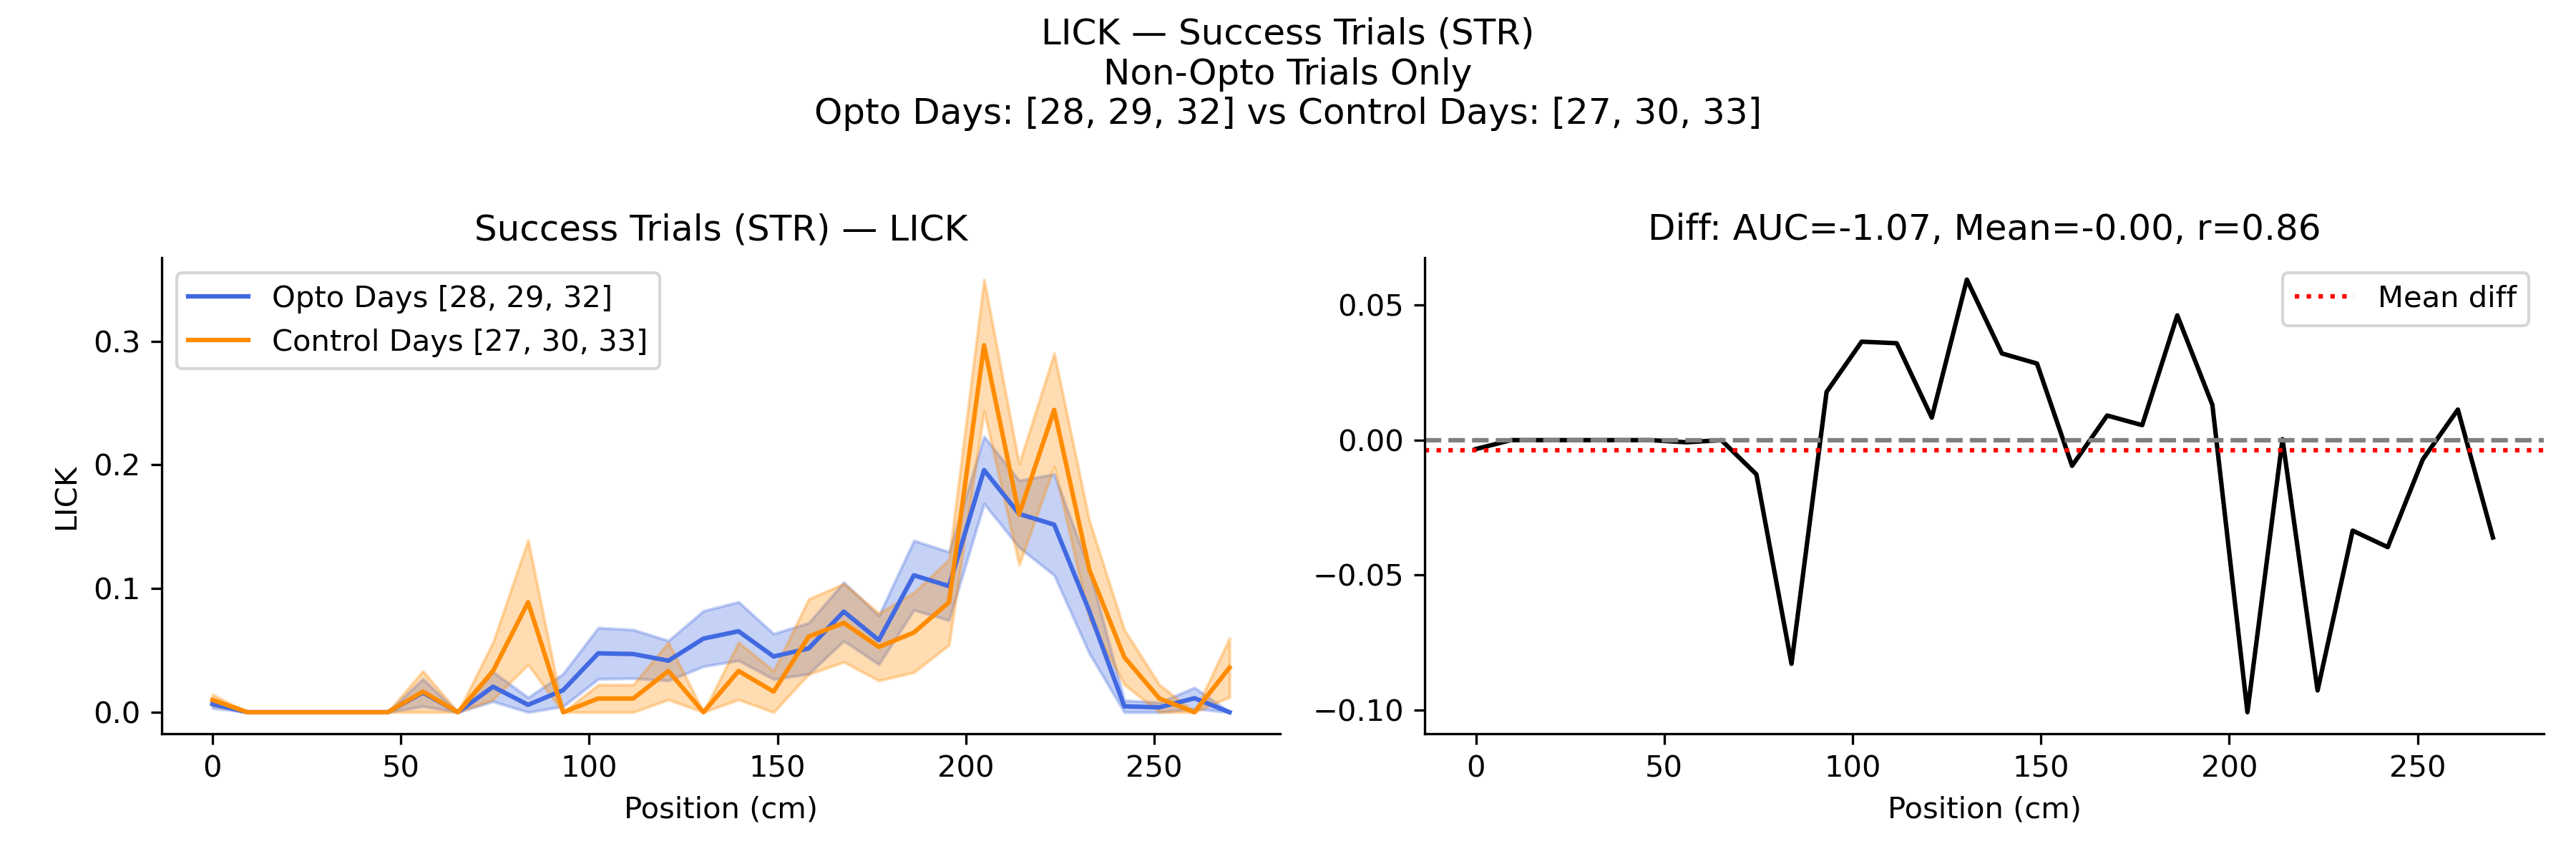 LICK — Success Trials (STR)
Non-Opto Trials Only
Opto Days: [28, 29, 32] vs Control Days: [27, 30, 33]
Success Trials (STR) — LICK
Opto Days [28, 29, 32]
Control Days [27, 30, 33]
LICK
0.3
0.2
0.1
0.0
0
50
100
150
200
250
Position (cm)
Diff: AUC=-1.07, Mean=-0.00, r=0.86
Mean diff
0.05
0.00
−0.05
−0.10
0
50
100
150
200
250
Position (cm)